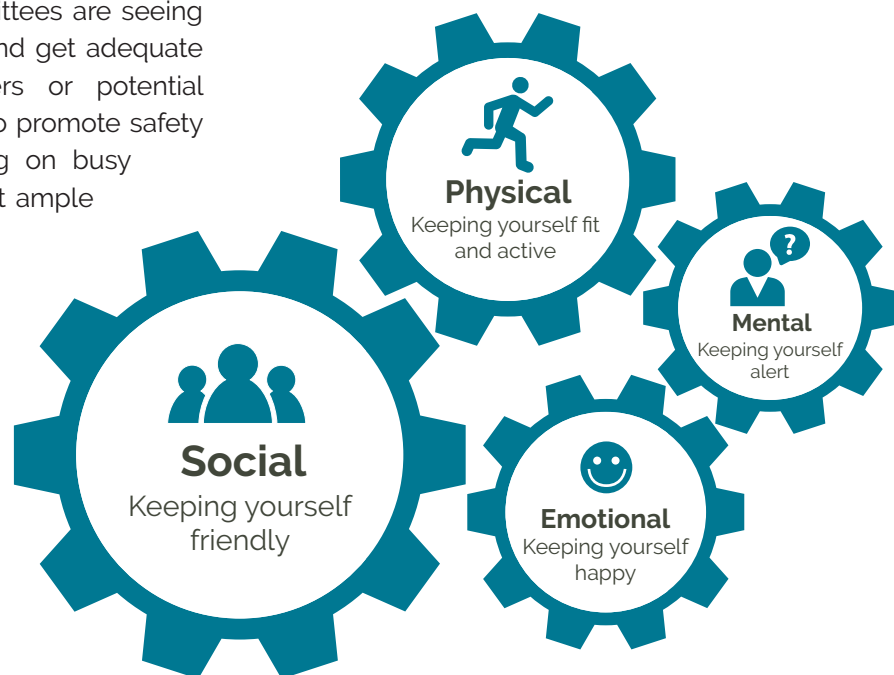 ittees are seeing
nd get adequate
ers or potential
o promote safety
g on busy
t ample
Physical
Keeping yourself fit
and active
?
Mental
Keeping yourself
alert
Social
Keeping yourself
friendly
Emotional
Keeping yourself
happy